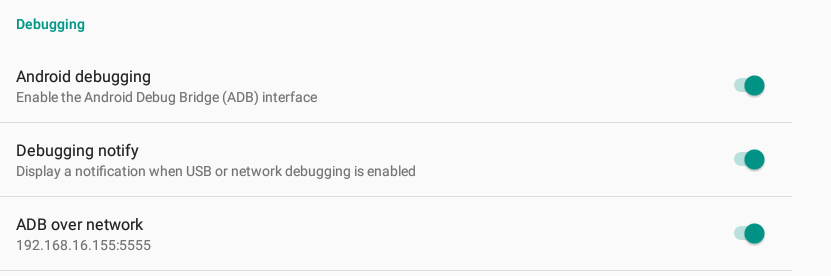 Debugging
Android debugging
Enable the Android Debug Bridge (ADB) interface
Debugging notify
Display a notification when USB or network debugging is enabled
ADB over network
192.168.16.155:5555